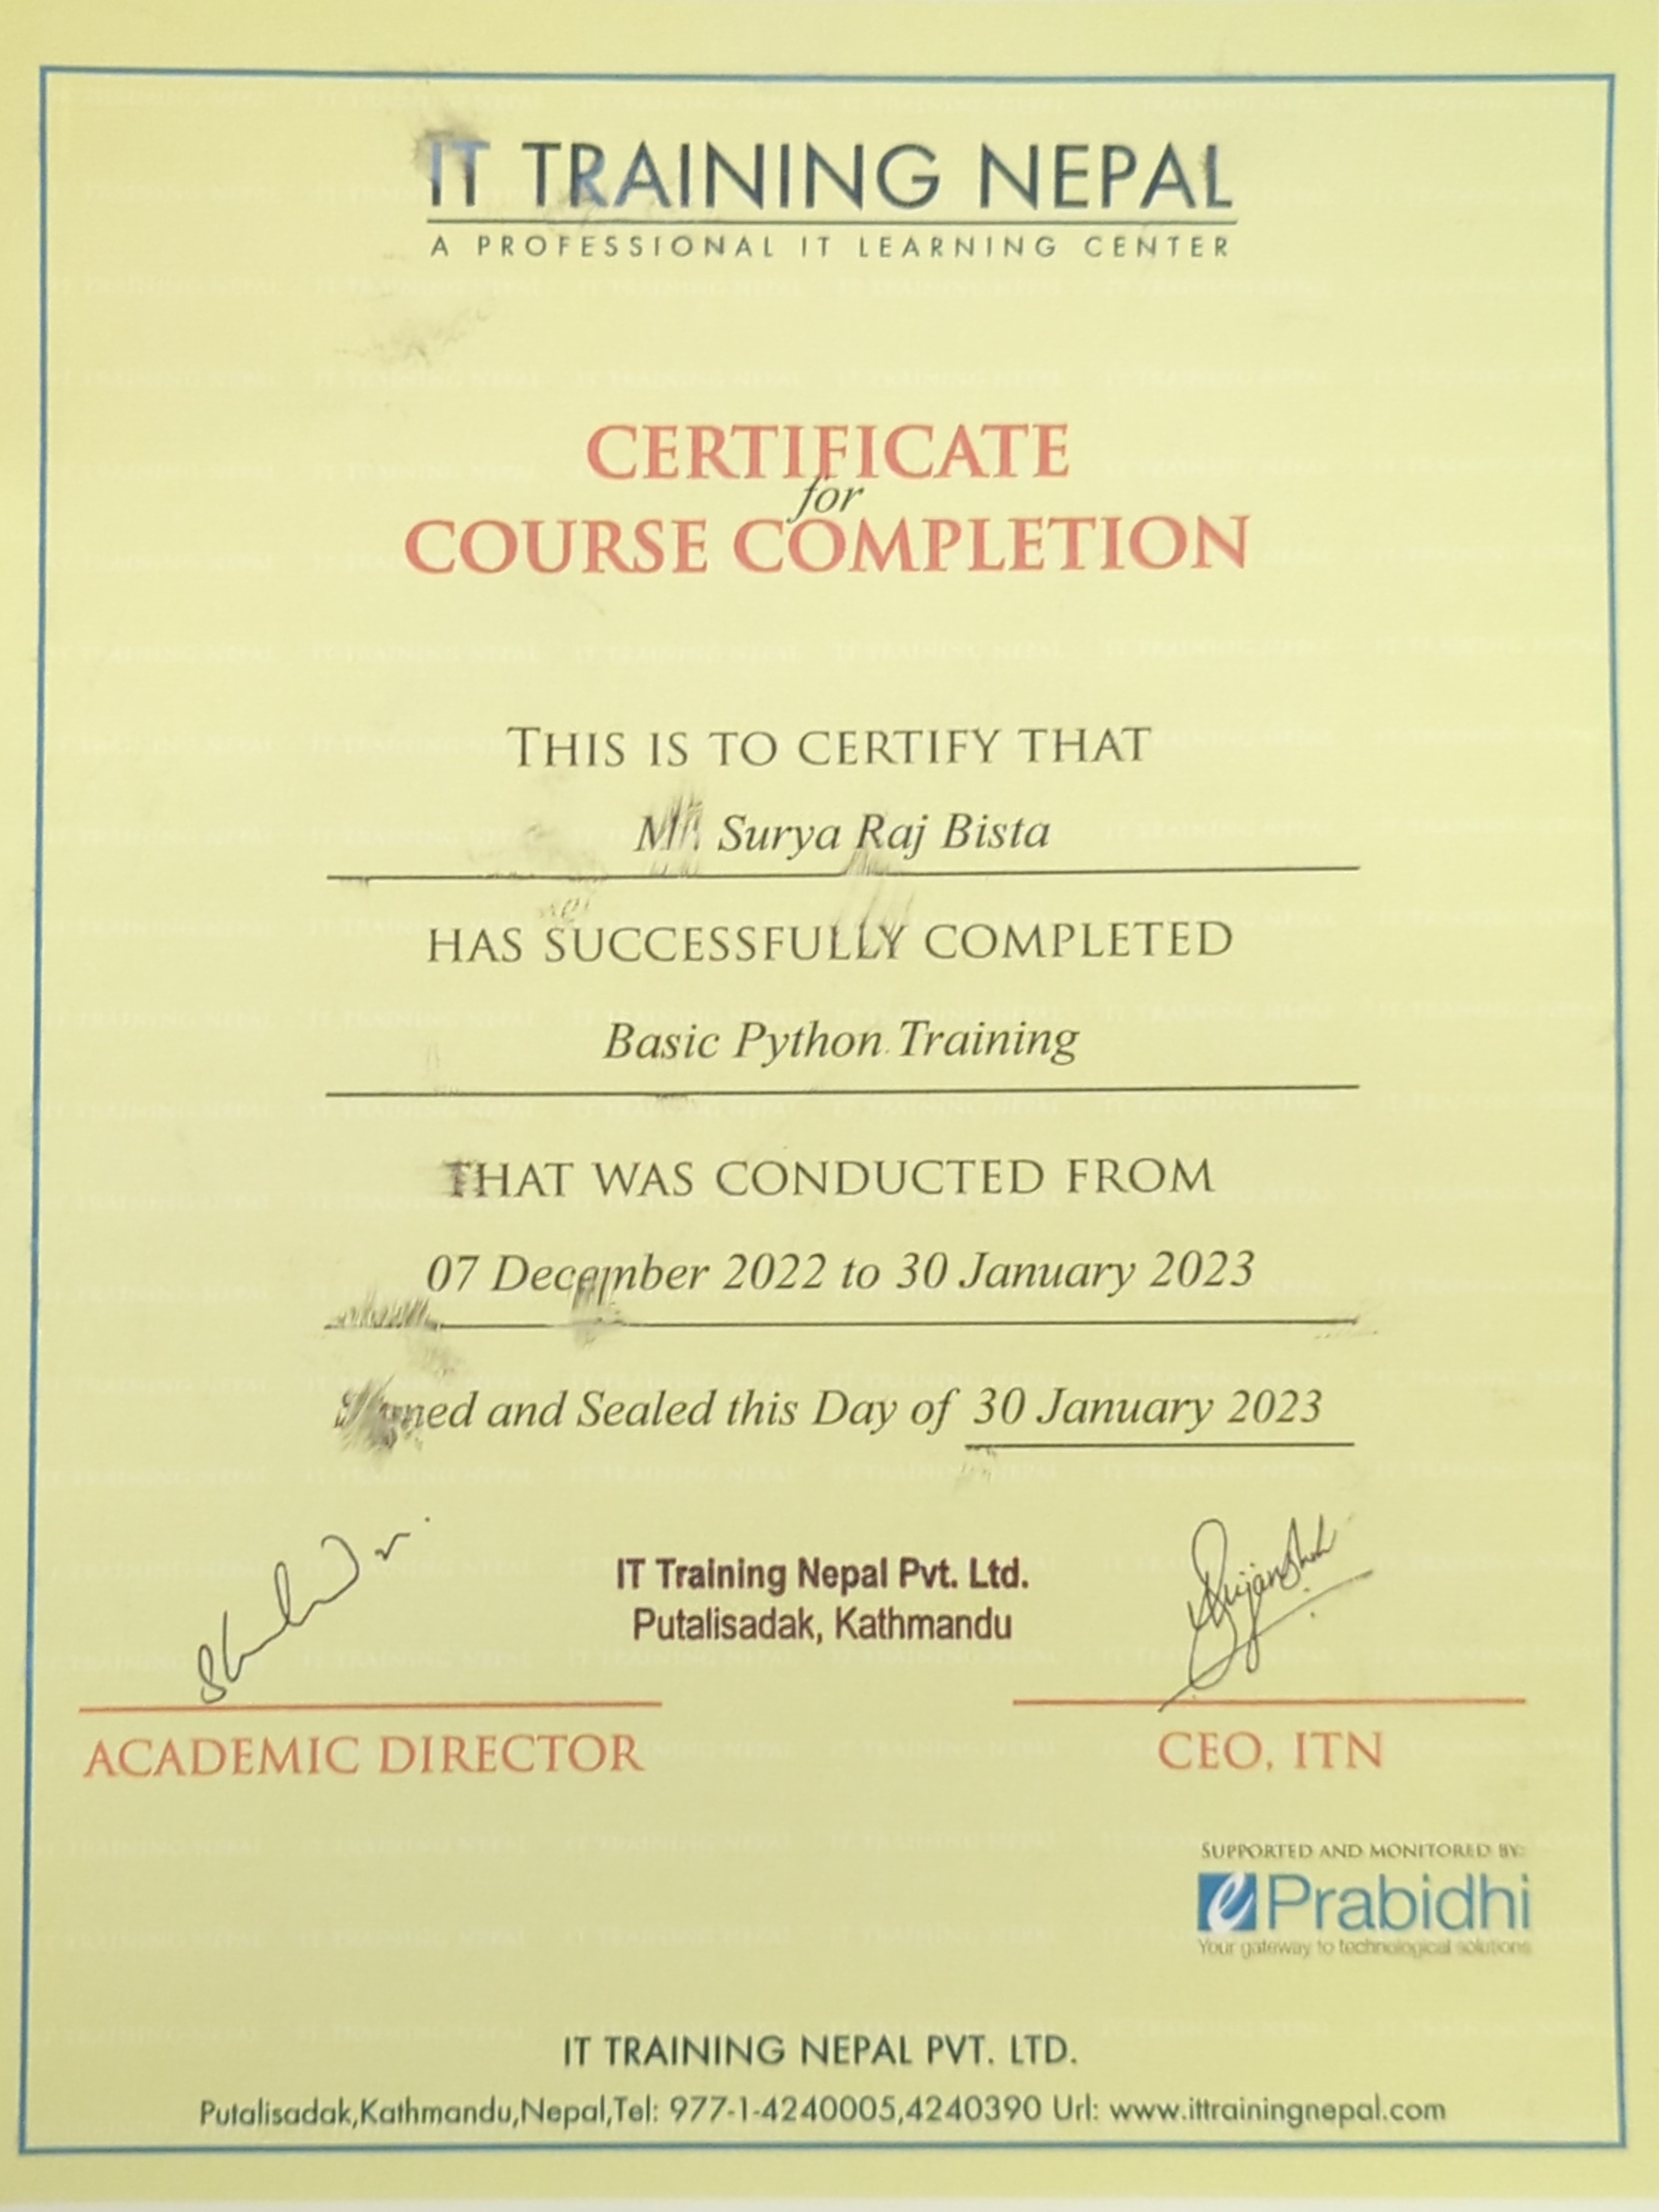 IT TRAINING NEPAL
A PROFESSIONAL IT LEARNING CENTER
CERTIFICATE
for
COURSE COMPLETION
THIS IS TO CERTIFY THAT
Mr. Surya Raj Bista
HAS SUCCESSFULLY COMPLETED
Basic Python Training
THAT WAS CONDUCTED FROM
07 December 2022 to 30 January 2023
Signed and Sealed this Day of 30 January 2023
IT Training Nepal Pvt. Ltd.
Putalisadak, Kathmandu
ACADEMIC DIRECTOR
CEO, ITN
SUPPORTED AND MONITORED BY:
e Prabidhi
Your gateway to technological solutions
IT TRAINING NEPAL PVT. LTD.
Putalisadak,Kathmandu,Nepal,Tel: 977-1-4240005,4240390 Url: www.ittrainingnepal.com